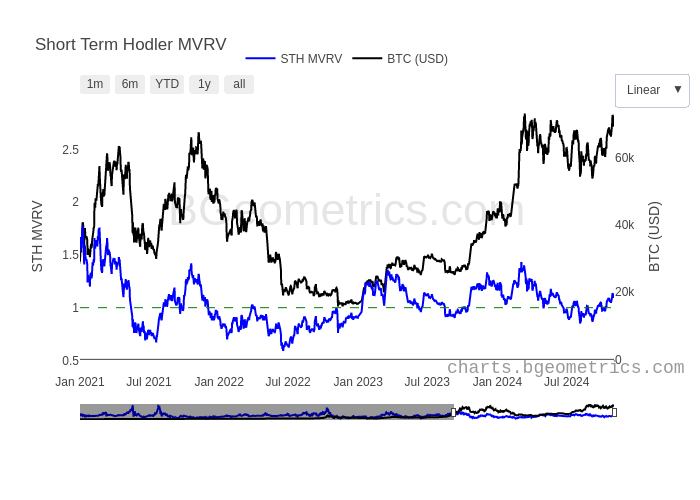 Short Term Hodler MVRV
STH MVRV BTC (USD)
1m 6m YTD 1y all
Linear ▼
2.5
2
1.5
1
0.5
STH MVRV
BGeometrics.com
60k
40k
20k
0
BTC (USD)
charts.bgeometrics.com
Jan 2021 Jul 2021 Jan 2022 Jul 2022 Jan 2023 Jul 2023 Jan 2024 Jul 2024